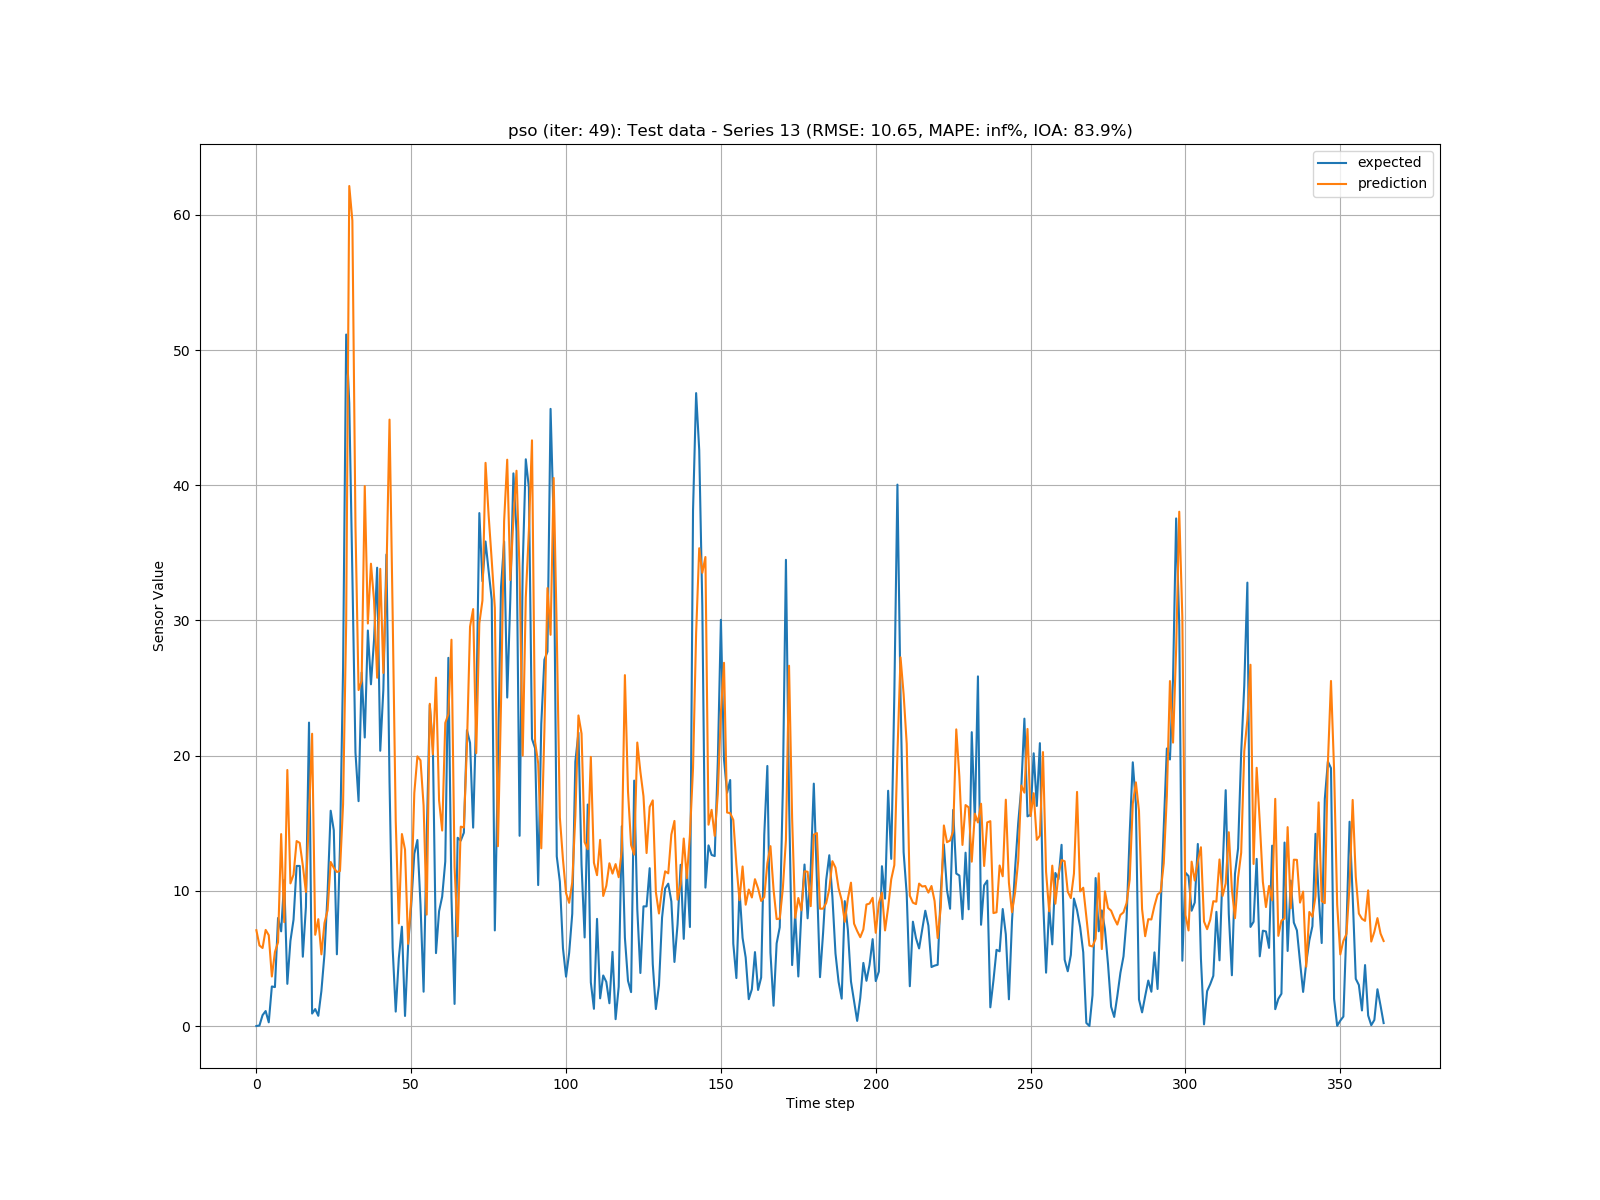 pso (iter: 49): Test data - Series 13 (RMSE: 10.65, MAPE: inf%, IOA: 83.9%)
expected
prediction
60
50
40
30
20
10
0
Sensor Value
0 50 100 150 200 250 300 350
Time step